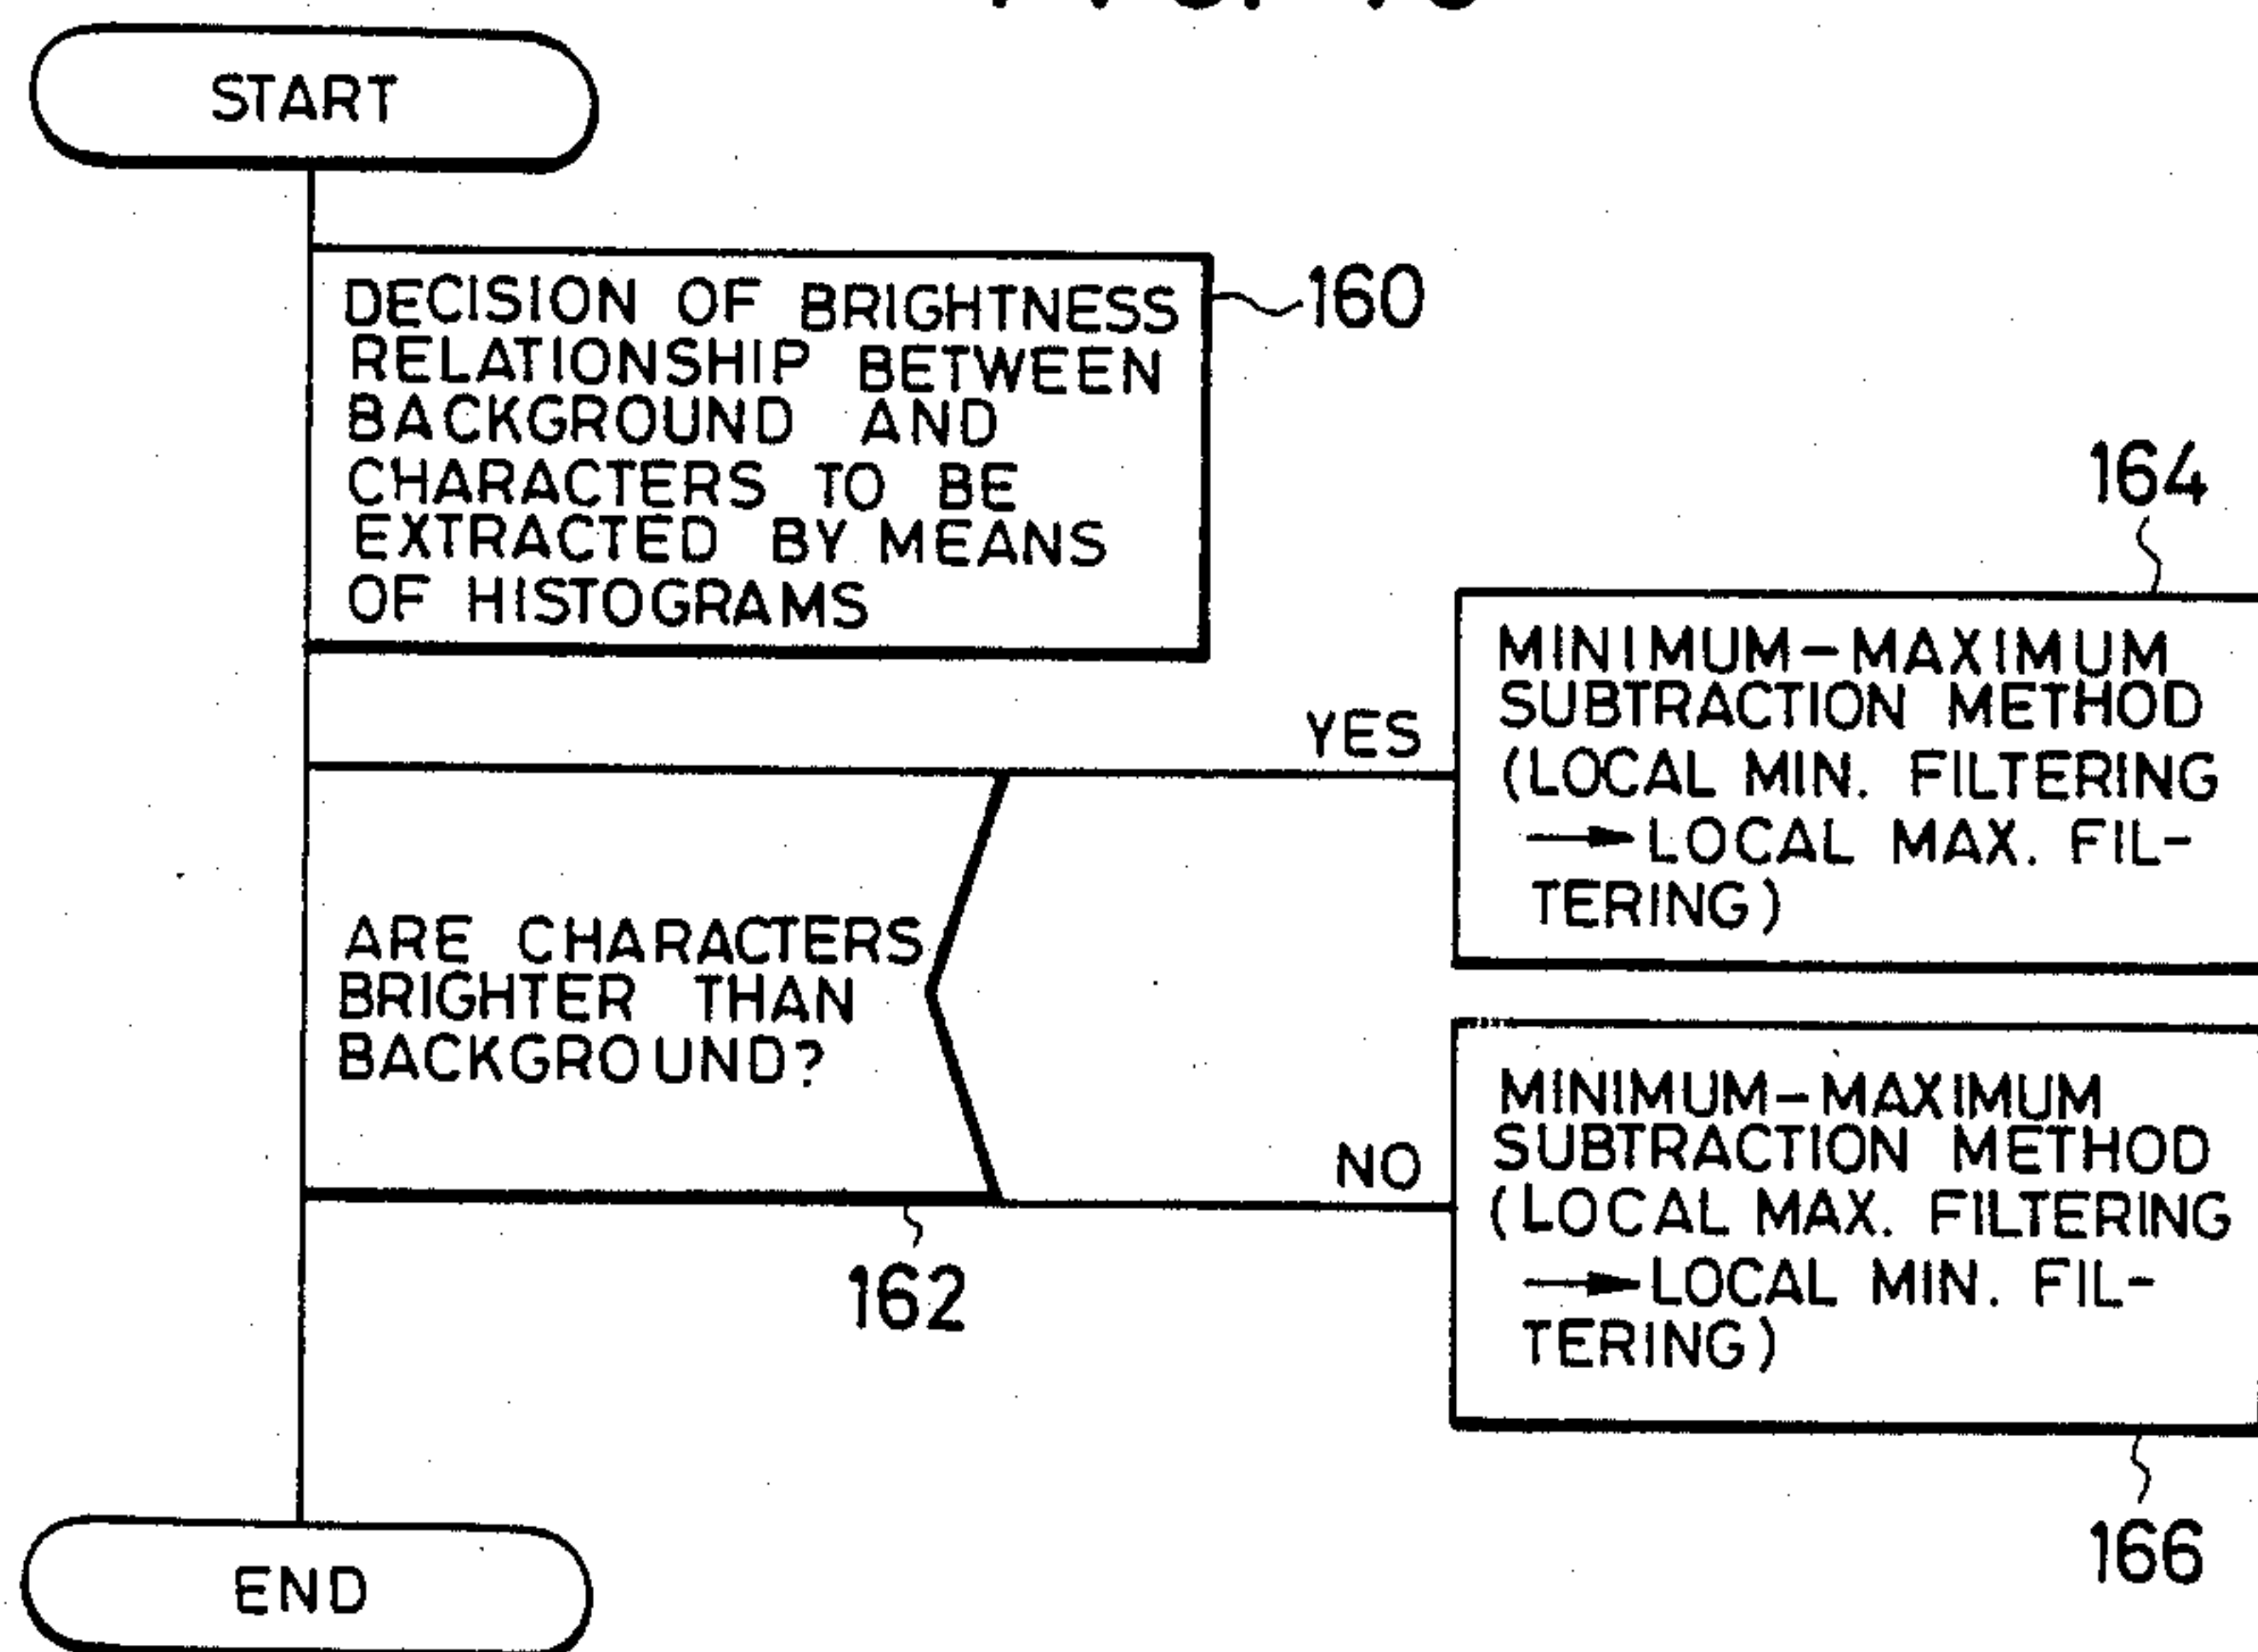 START
DECISION OF BRIGHTNESS
RELATIONSHIP BETWEEN
BACKGROUND AND
CHARACTERS TO BE
EXTRACTED BY MEANS
OF HISTOGRAMS
160
164
YES
MINIMUM-MAXIMUM
SUBTRACTION METHOD
(LOCAL MIN. FILTERING
→ LOCAL MAX. FIL-
TERING)
ARE CHARACTERS
BRIGHTER THAN
BACKGROUND?
162
NO
MINIMUM-MAXIMUM
SUBTRACTION METHOD
(LOCAL MAX. FILTERING
→ LOCAL MIN. FIL-
TERING)
166
END